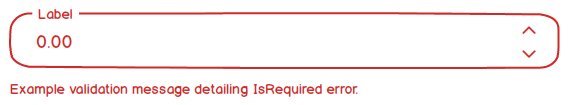 Label
0.00
Example validation message detailing IsRequired error.